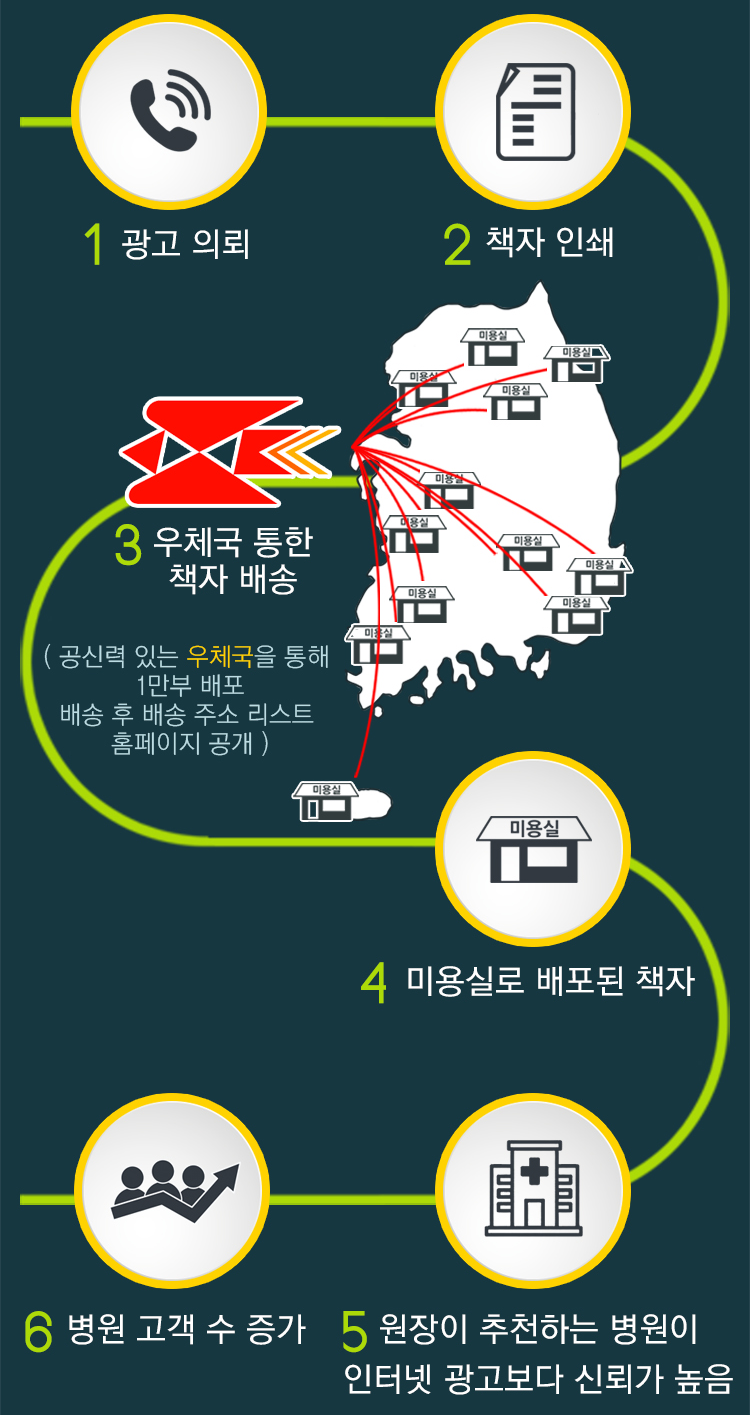 1 광고 의뢰
2 책자 인쇄
미용실
미용실
미용실
미용실
미용실
미용실
미용실
미용실
미용실
미용실
미용실
3 우체국 통한
책자 배송
( 공신력 있는 우체국을 통해
1만부 배포
배송 후 배송 주소 리스트
홈페이지 공개 )
미용실
미용실
4 미용실로 배포된 책자
6 병원 고객 수 증가
5 원장이 추천하는 병원이
인터넷 광고보다 신뢰가 높음